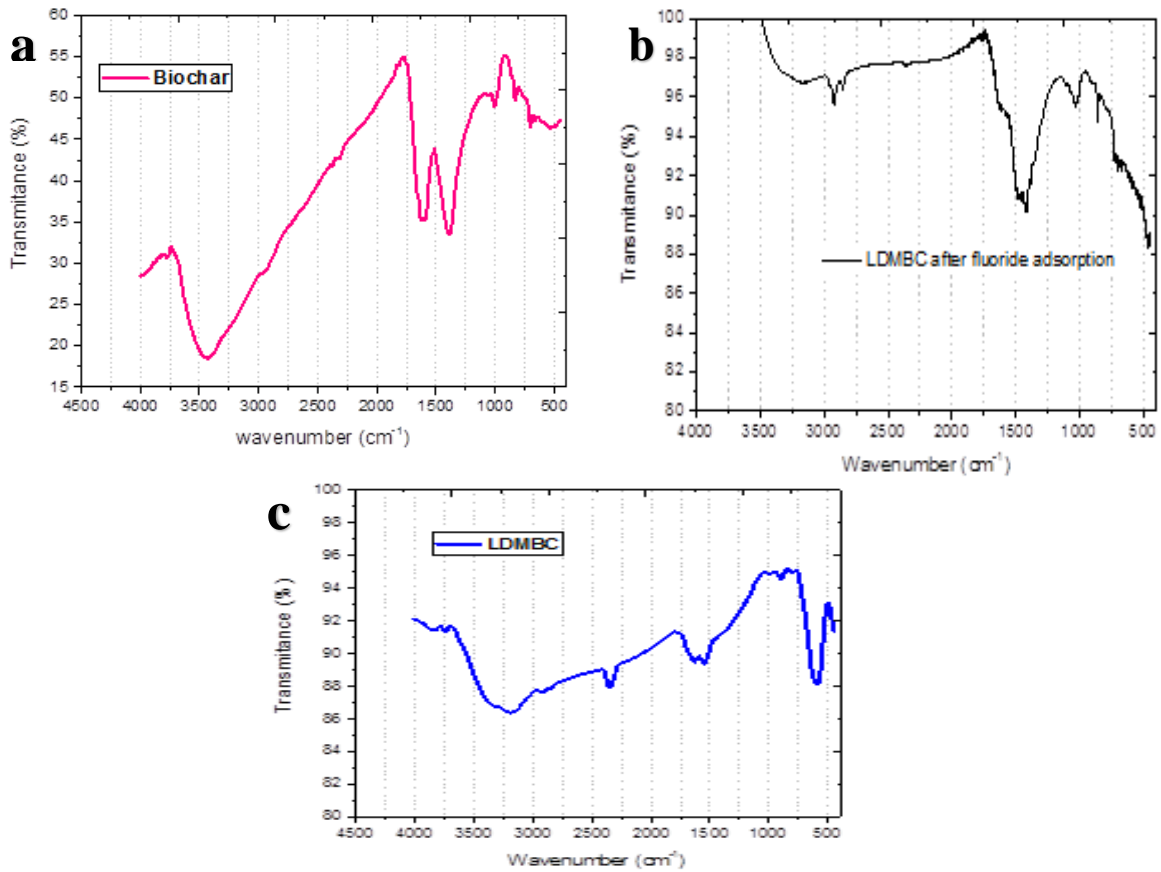 a
Biochar
60
55
50
45
40
35
30
25
20
15
Transmitance (%)
4500 4000 3500 3000 2500 2000 1500 1000 500
wavenumber (cm⁻¹)
b
100
98
96
94
92
90
88
86
84
82
80
Transmitance (%)
LDMBC after fluoride adsorption
4000 3500 3000 2500 2000 1500 1000 500
Wavenumber (cm⁻¹)
c
LDMBC
100
98
96
94
92
90
88
86
84
82
80
Transmitance (%)
4500 4000 3500 3000 2500 2000 1500 1000 500
Wavenumber (cm⁻¹)